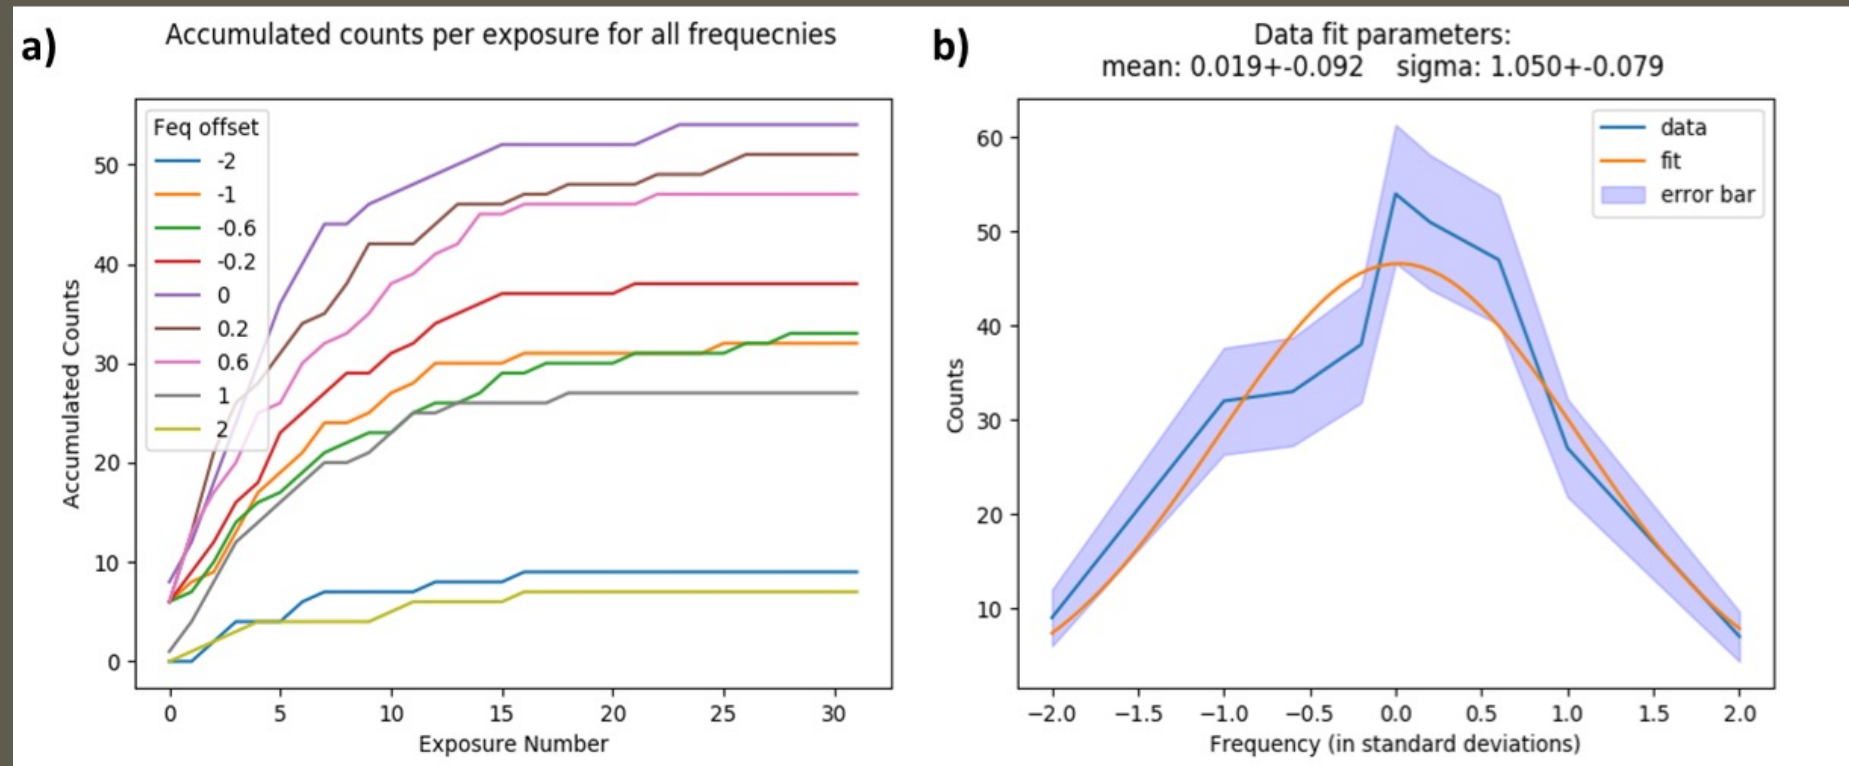 a)
Accumulated counts per exposure for all frequecnies
Feq offset
-2
-1
-0.6
-0.2
0
0.2
0.6
1
2
50
40
30
20
10
0
Accumulated Counts
0 5 10 15 20 25 30
Exposure Number
b)
Data fit parameters:
mean: 0.019+-0.092 sigma: 1.050+-0.079
data
fit
error bar
60
50
40
30
20
10
Counts
−2.0 −1.5 −1.0 −0.5 0.0 0.5 1.0 1.5 2.0
Frequency (in standard deviations)